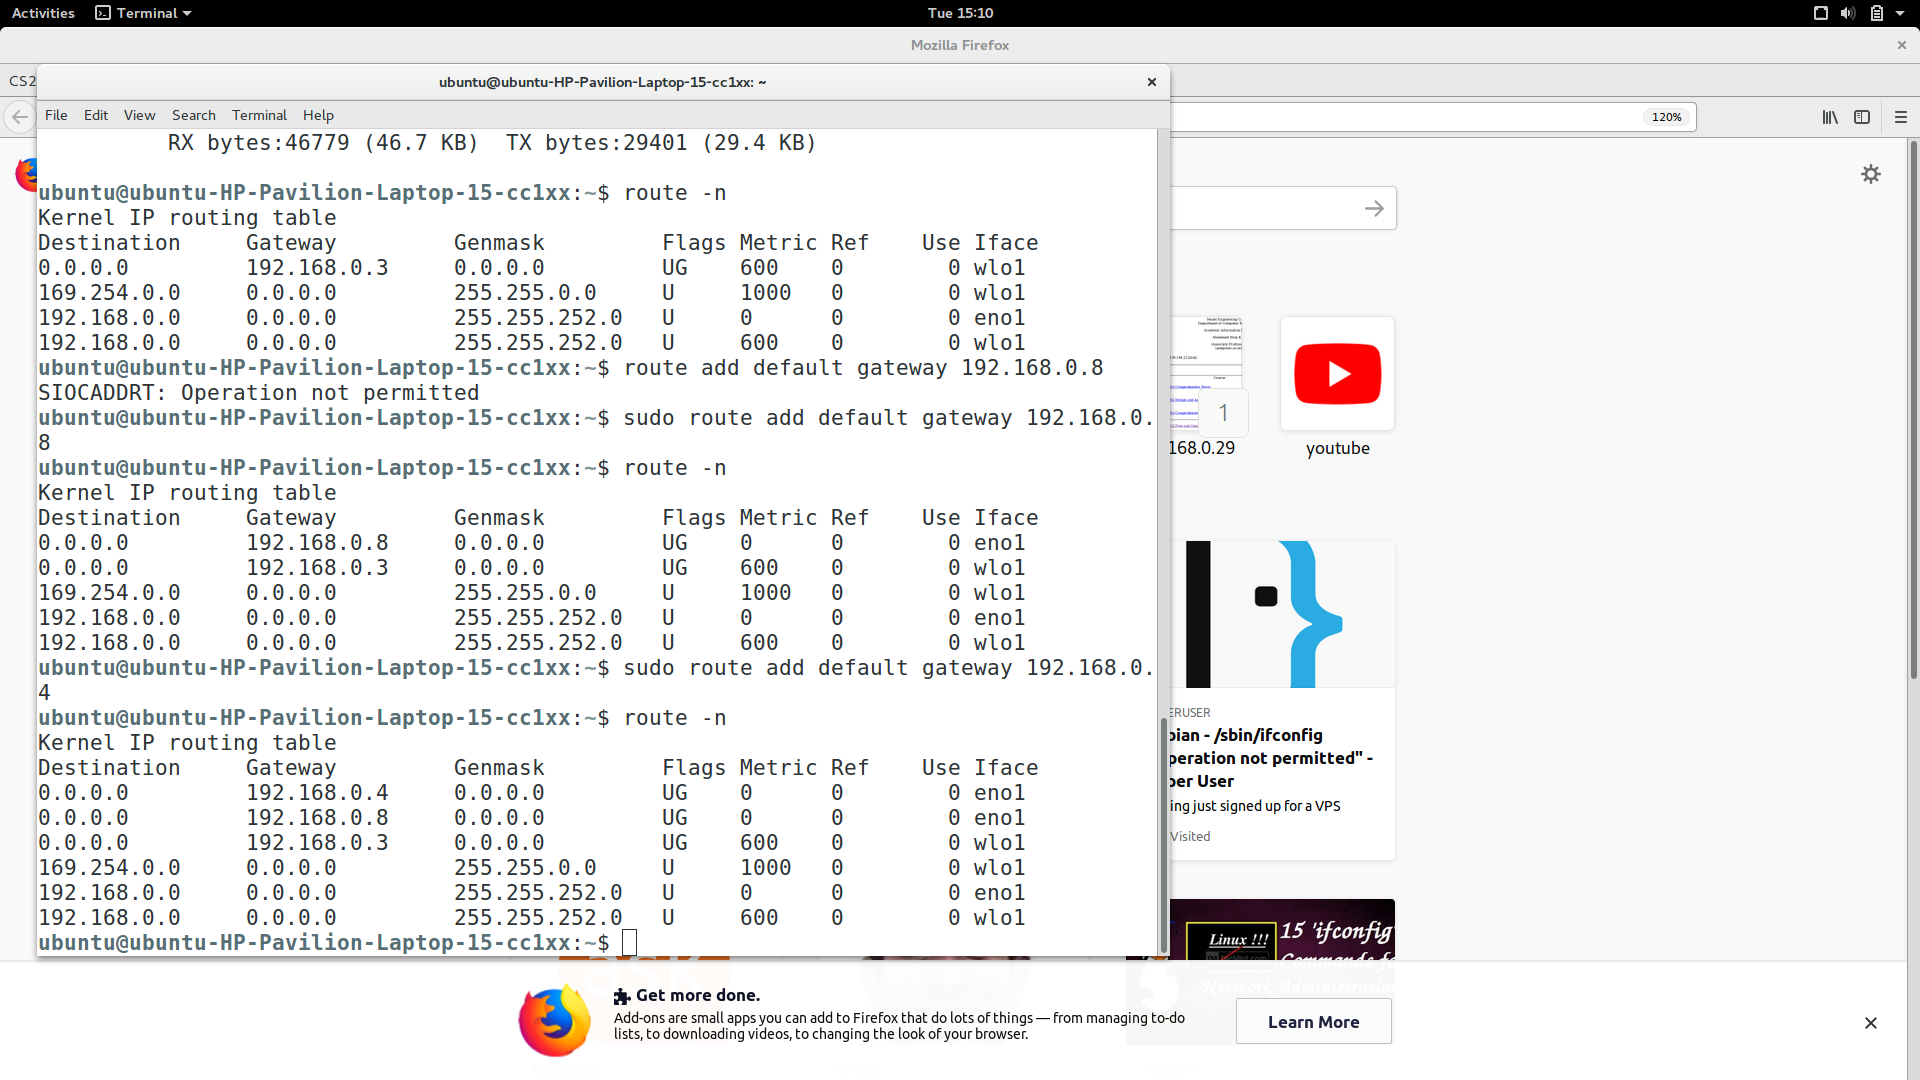 Activities Terminal Tue 15:10
Mozilla Firefox
CS2
ubuntu@ubuntu-HP-Pavilion-Laptop-15-cc1xx: ~
File Edit View Search Terminal Help
120%
RX bytes:46779 (46.7 KB)  TX bytes:29401 (29.4 KB)
ubuntu@ubuntu-HP-Pavilion-Laptop-15-cc1xx:~$ route -n
Kernel IP routing table
Destination     Gateway         Genmask         Flags Metric Ref    Use Iface
0.0.0.0         192.168.0.3     0.0.0.0         UG    600    0        0 wlo1
169.254.0.0     0.0.0.0         255.255.0.0     U     1000   0        0 wlo1
192.168.0.0     0.0.0.0         255.255.252.0   U     0      0        0 eno1
192.168.0.0     0.0.0.0         255.255.252.0   U     600    0        0 wlo1
ubuntu@ubuntu-HP-Pavilion-Laptop-15-cc1xx:~$ route add default gateway 192.168.0.8
SIOCADDRT: Operation not permitted
ubuntu@ubuntu-HP-Pavilion-Laptop-15-cc1xx:~$ sudo route add default gateway 192.168.0.
8
ubuntu@ubuntu-HP-Pavilion-Laptop-15-cc1xx:~$ route -n
Kernel IP routing table
Destination     Gateway         Genmask         Flags Metric Ref    Use Iface
0.0.0.0         192.168.0.8     0.0.0.0         UG    0      0        0 eno1
0.0.0.0         192.168.0.3     0.0.0.0         UG    600    0        0 wlo1
169.254.0.0     0.0.0.0         255.255.0.0     U     1000   0        0 wlo1
192.168.0.0     0.0.0.0         255.255.252.0   U     0      0        0 eno1
192.168.0.0     0.0.0.0         255.255.252.0   U     600    0        0 wlo1
ubuntu@ubuntu-HP-Pavilion-Laptop-15-cc1xx:~$ sudo route add default gateway 192.168.0.
4
ubuntu@ubuntu-HP-Pavilion-Laptop-15-cc1xx:~$ route -n
Kernel IP routing table
Destination     Gateway         Genmask         Flags Metric Ref    Use Iface
0.0.0.0         192.168.0.4     0.0.0.0         UG    0      0        0 eno1
0.0.0.0         192.168.0.8     0.0.0.0         UG    0      0        0 eno1
0.0.0.0         192.168.0.3     0.0.0.0         UG    600    0        0 wlo1
169.254.0.0     0.0.0.0         255.255.0.0     U     1000   0        0 wlo1
192.168.0.0     0.0.0.0         255.255.252.0   U     0      0        0 eno1
192.168.0.0     0.0.0.0         255.255.252.0   U     600    0        0 wlo1
ubuntu@ubuntu-HP-Pavilion-Laptop-15-cc1xx:~$
1
168.0.29
youtube
ERUSER
bian - /sbin/ifconfig
peration not permitted" -
per User
ing just signed up for a VPS
Visited
Linux !!!
15 'ifconfig'
Commands fo
Network Administration
Get more done.
Add-ons are small apps you can add to Firefox that do lots of things — from managing to-do
lists, to downloading videos, to changing the look of your browser.
Learn More